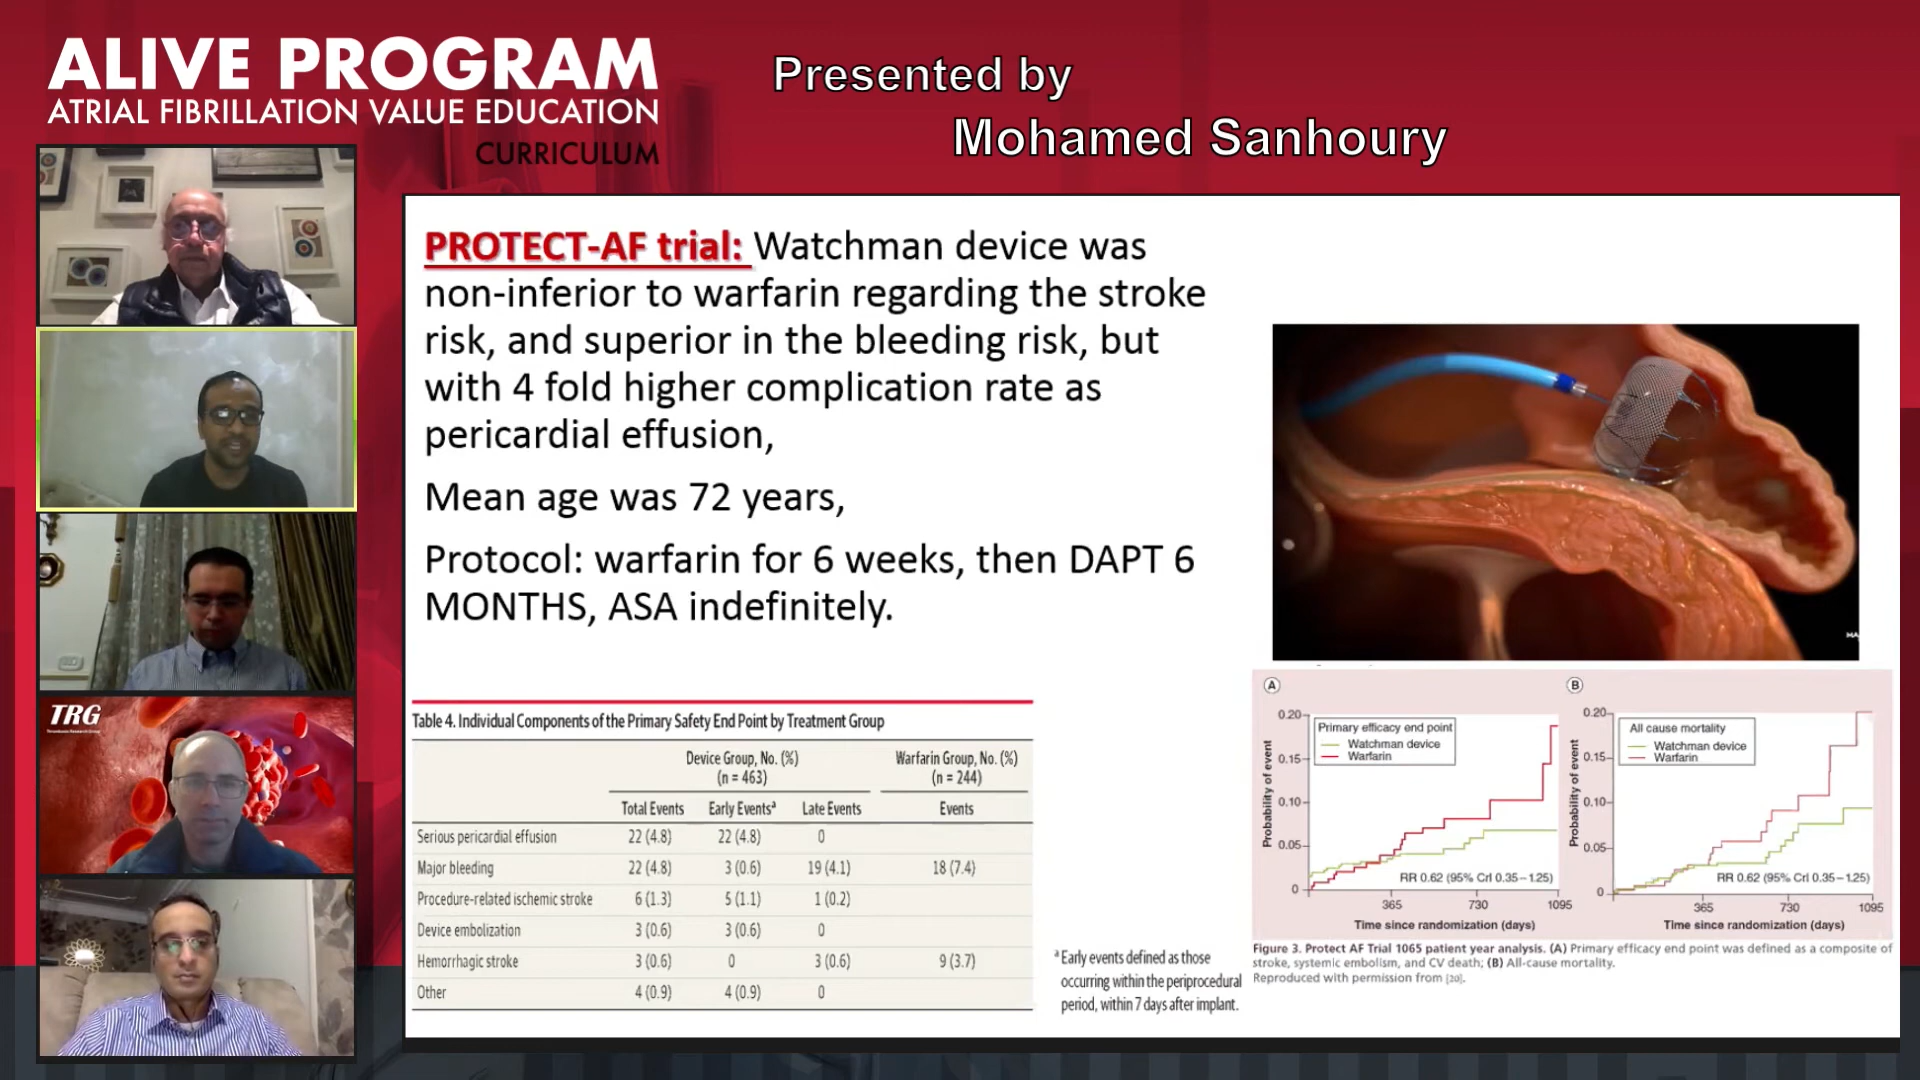 ALIVE PROGRAM
ATRIAL FIBRILLATION VALUE EDUCATION
CURRICULUM
Presented by
Mohamed Sanhoury
TRG
PROTECT-AF trial: Watchman device was
non-inferior to warfarin regarding the stroke
risk, and superior in the bleeding risk, but
with 4 fold higher complication rate as
pericardial effusion,
Mean age was 72 years,
Protocol: warfarin for 6 weeks, then DAPT 6
MONTHS, ASA indefinitely.
HA
Table 4. Individual Components of the Primary Safety End Point by Treatment Group
Device Group, No. (%) Warfarin Group, No. (%)
(n = 463) (n = 244)
Total Events Early Eventsª Late Events Events
Serious pericardial effusion 22 (4.8) 22 (4.8) 0
Major bleeding 22 (4.8) 3 (0.6) 19 (4.1) 18 (7.4)
Procedure-related ischemic stroke 6 (1.3) 5 (1.1) 1 (0.2)
Device embolization 3 (0.6) 3 (0.6) 0
Hemorrhagic stroke 3 (0.6) 0 3 (0.6) 9 (3.7)
Other 4 (0.9) 4 (0.9) 0
ª Early events defined as those
occurring within the periprocedural
period, within 7 days after implant.
A
Probability of event
0.20
0.15
0.10
0.05
0
Primary efficacy end point
Watchman device
Warfarin
RR 0.62 (95% CrI 0.35–1.25)
365 730 1095
Time since randomization (days)
B
Probability of event
0.20
0.15
0.10
0.05
0
All cause mortality
Watchman device
Warfarin
RR 0.62 (95% CrI 0.35–1.25)
365 730 1095
Time since randomization (days)
Figure 3. Protect AF Trial 1065 patient year analysis. (A) Primary efficacy end point was defined as a composite of
stroke, systemic embolism, and CV death; (B) All-cause mortality.
Reproduced with permission from [20].